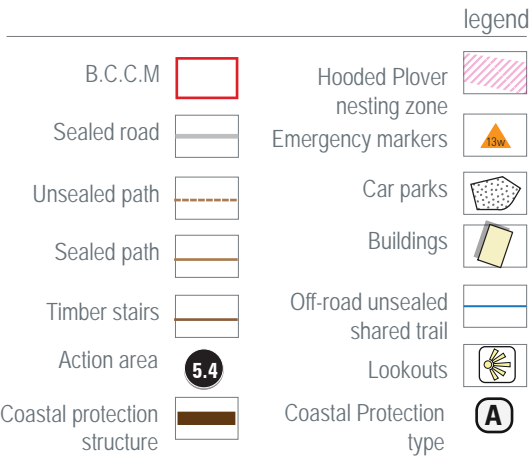 legend
B.C.C.M
Sealed road
Unsealed path
Sealed path
Timber stairs
Action area
5.4
Coastal protection
structure
Hooded Plover
nesting zone
Emergency markers
13w
Car parks
Buildings
Off-road unsealed
shared trail
Lookouts
Coastal Protection
type
A